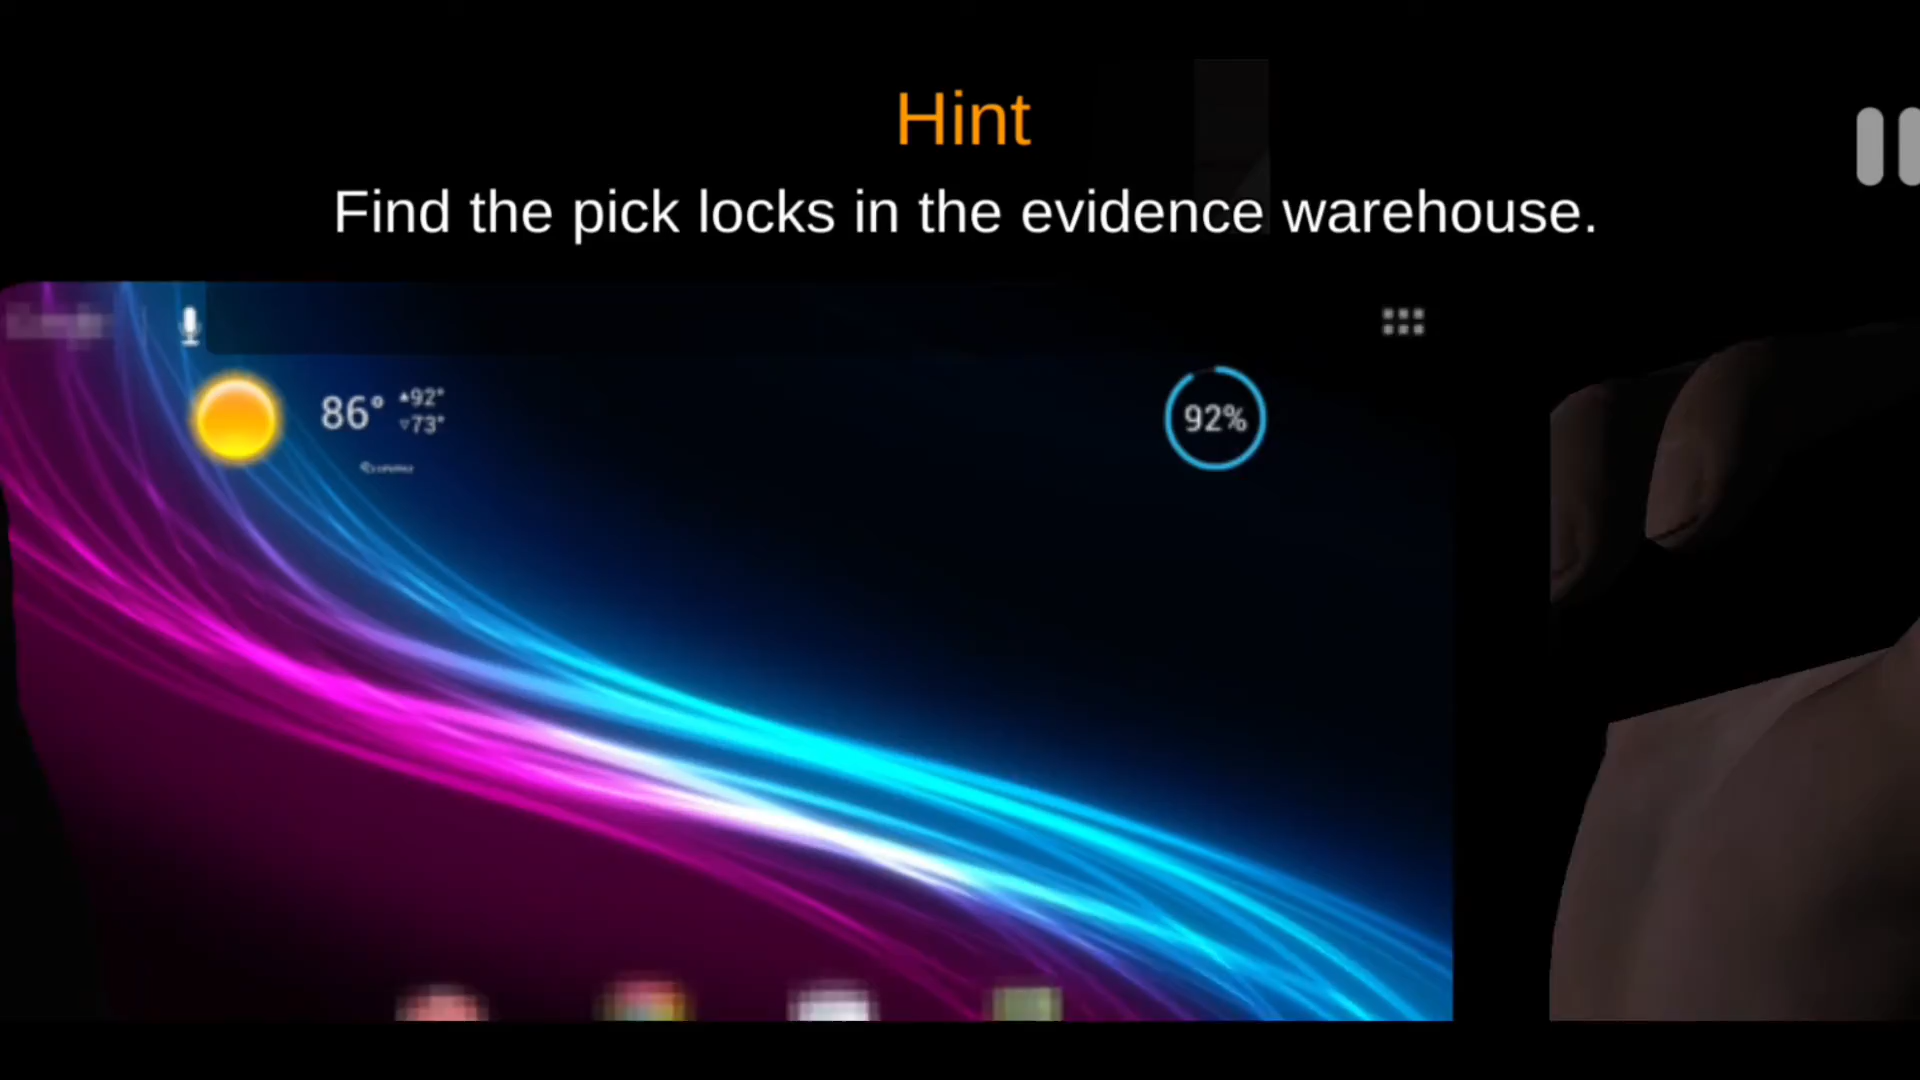 Hint
Find the pick locks in the evidence warehouse.
86° ▲92°
▽73°
92%